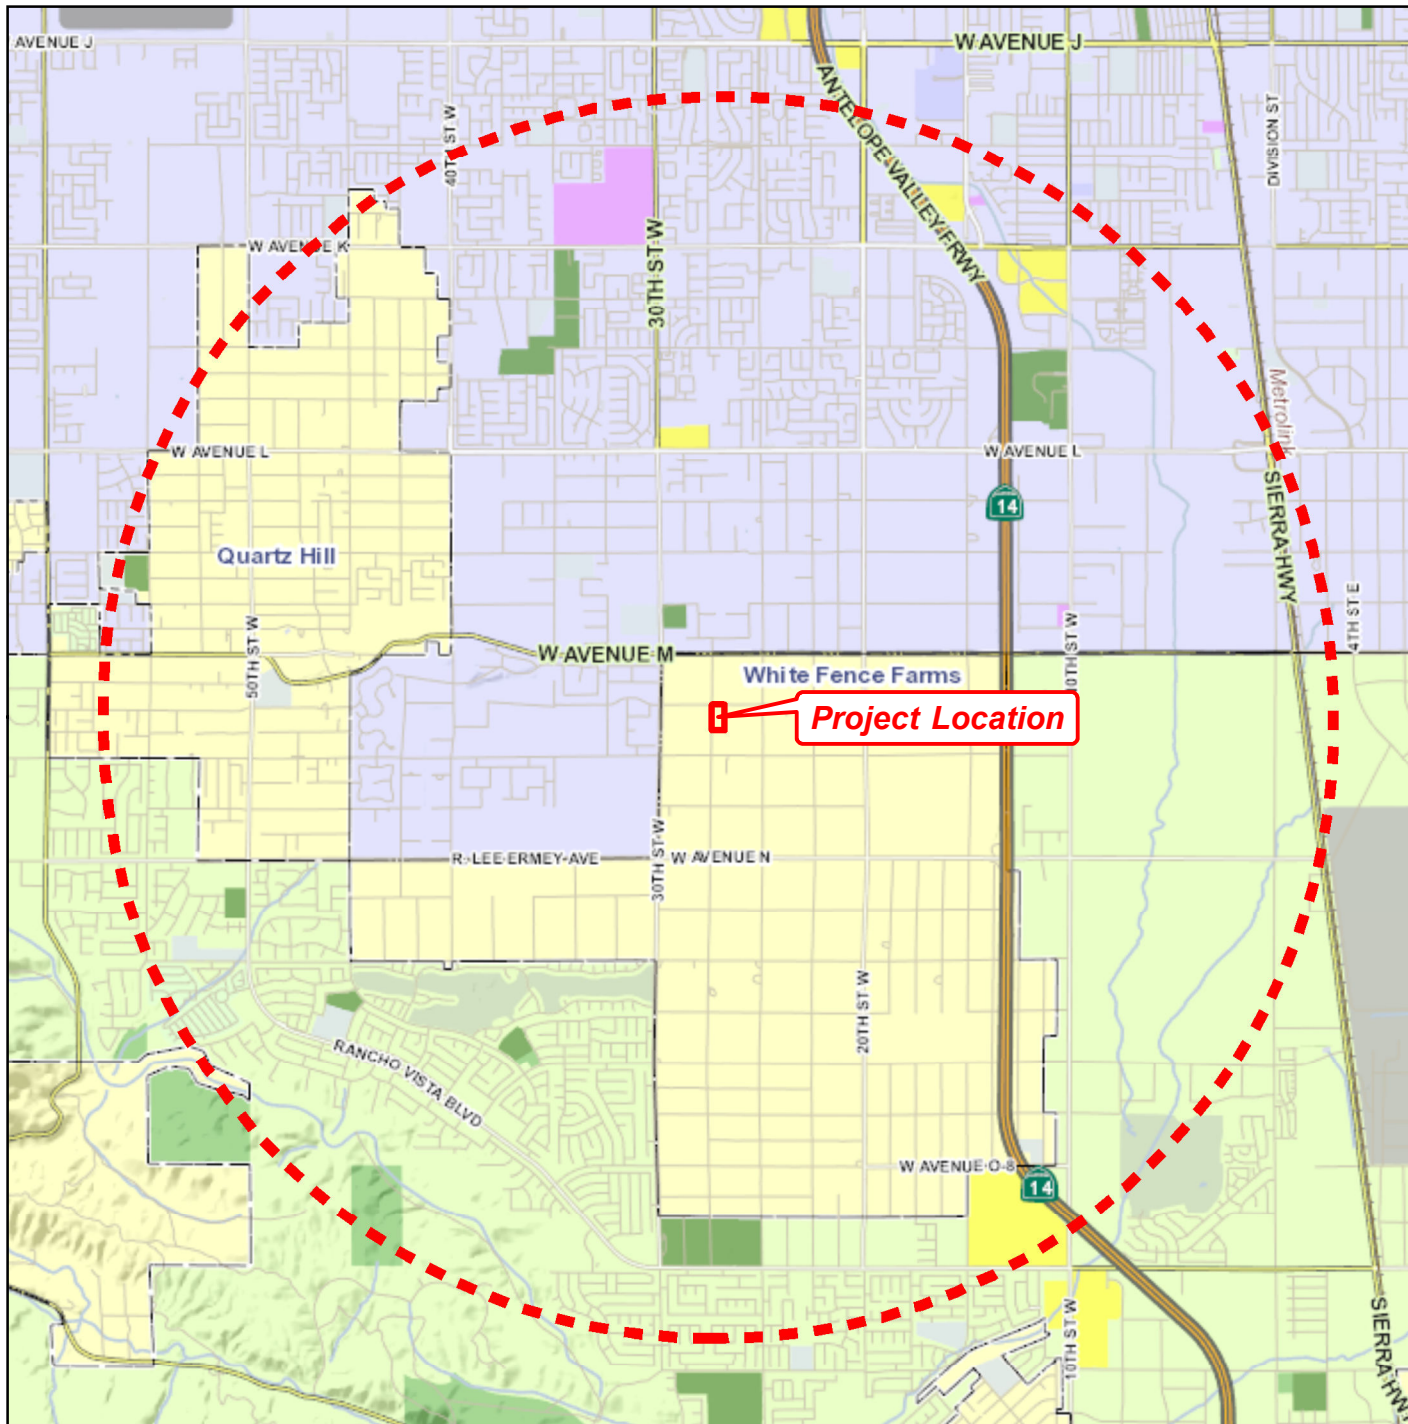 AVENUE J
W AVENUE J
ANTELOPE VALLEY FRWY
DIVISION ST
40TH ST W
30TH ST W
W AVENUE K
Metrolink
W AVENUE L
W AVENUE L
14
SIERRA HWY
Quartz Hill
4TH ST E
50TH ST W
10TH ST W
W AVENUE M
White Fence Farms
Project Location
R. LEE ERMEY AVE
30TH ST W
W AVENUE N
20TH ST W
RANCHO VISTA BLVD
W AVENUE O-8
14
10TH ST W
SIERRA HW